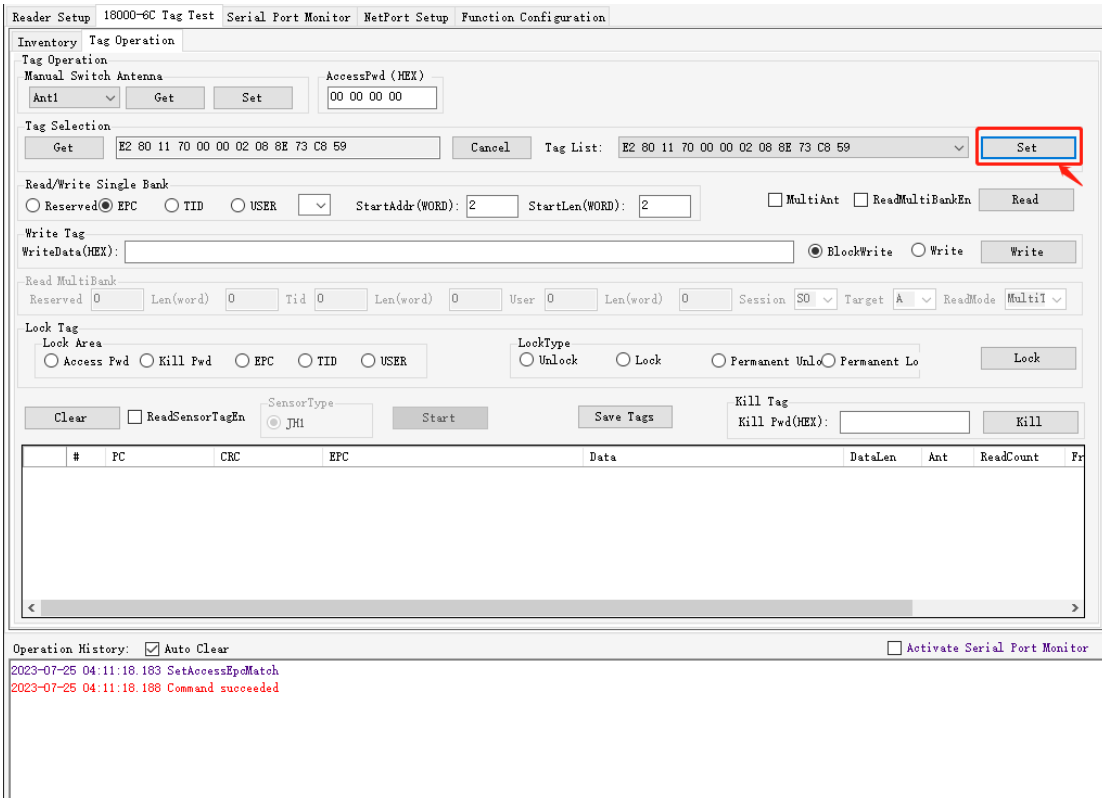 Reader Setup 18000-6C Tag Test Serial Port Monitor NetPort Setup Function Configuration
Inventory Tag Operation
Tag Operation
Manual Switch Antenna AccessPwd (HEX)
Ant1 Get Set 00 00 00 00
Tag Selection
Get E2 80 11 70 00 00 02 08 8E 73 C8 59 Cancel Tag List: E2 80 11 70 00 00 02 08 8E 73 C8 59 Set
Read/Write Single Bank
Reserved EPC TID USER StartAddr(WORD): 2 StartLen(WORD): 2 MultiAnt ReadMultiBankEn Read
Write Tag
WriteData(HEX): BlockWrite Write Write
Read MultiBank
Reserved 0 Len(word) 0 Tid 0 Len(word) 0 User 0 Len(word) 0 Session S0 Target A ReadMode MultiT
Lock Tag
Lock Area LockType
Access Pwd Kill Pwd EPC TID USER Unlock Lock Permanent Unlo Permanent Lo Lock
SensorType Kill Tag
Clear ReadSensorTagEn JH1 Start Save Tags Kill Pwd(HEX): Kill
# PC CRC EPC Data DataLen Ant ReadCount Fr
Operation History: Auto Clear Activate Serial Port Monitor
2023-07-25 04:11:18.183 SetAccessEpcMatch
2023-07-25 04:11:18.188 Command succeeded